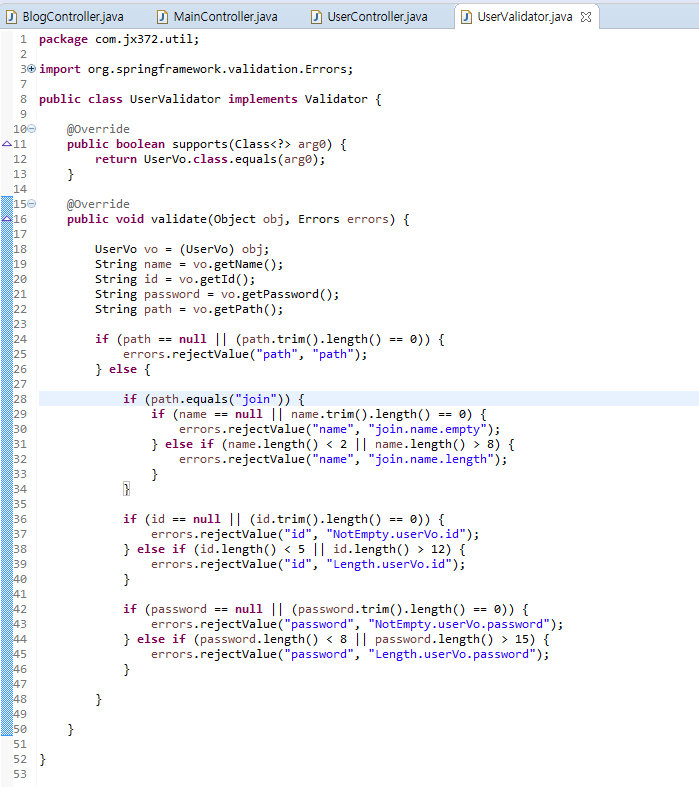 BlogController.java MainController.java UserController.java UserValidator.java
1 package com.jx372.util;
2
3 import org.springframework.validation.Errors;
7
8 public class UserValidator implements Validator {
9
10 @Override
11 public boolean supports(Class<?> arg0) {
12 return UserVo.class.equals(arg0);
13 }
14
15 @Override
16 public void validate(Object obj, Errors errors) {
17
18 UserVo vo = (UserVo) obj;
19 String name = vo.getName();
20 String id = vo.getId();
21 String password = vo.getPassword();
22 String path = vo.getPath();
23
24 if (path == null || (path.trim().length() == 0)) {
25 errors.rejectValue("path", "path");
26 } else {
27
28 if (path.equals("join")) {
29 if (name == null || name.trim().length() == 0) {
30 errors.rejectValue("name", "join.name.empty");
31 } else if (name.length() < 2 || name.length() > 8) {
32 errors.rejectValue("name", "join.name.length");
33 }
34 }
35
36 if (id == null || (id.trim().length() == 0)) {
37 errors.rejectValue("id", "NotEmpty.userVo.id");
38 } else if (id.length() < 5 || id.length() > 12) {
39 errors.rejectValue("id", "Length.userVo.id");
40 }
41
42 if (password == null || (password.trim().length() == 0)) {
43 errors.rejectValue("password", "NotEmpty.userVo.password");
44 } else if (password.length() < 8 || password.length() > 15) {
45 errors.rejectValue("password", "Length.userVo.password");
46 }
47
48 }
49
50 }
51
52 }
53